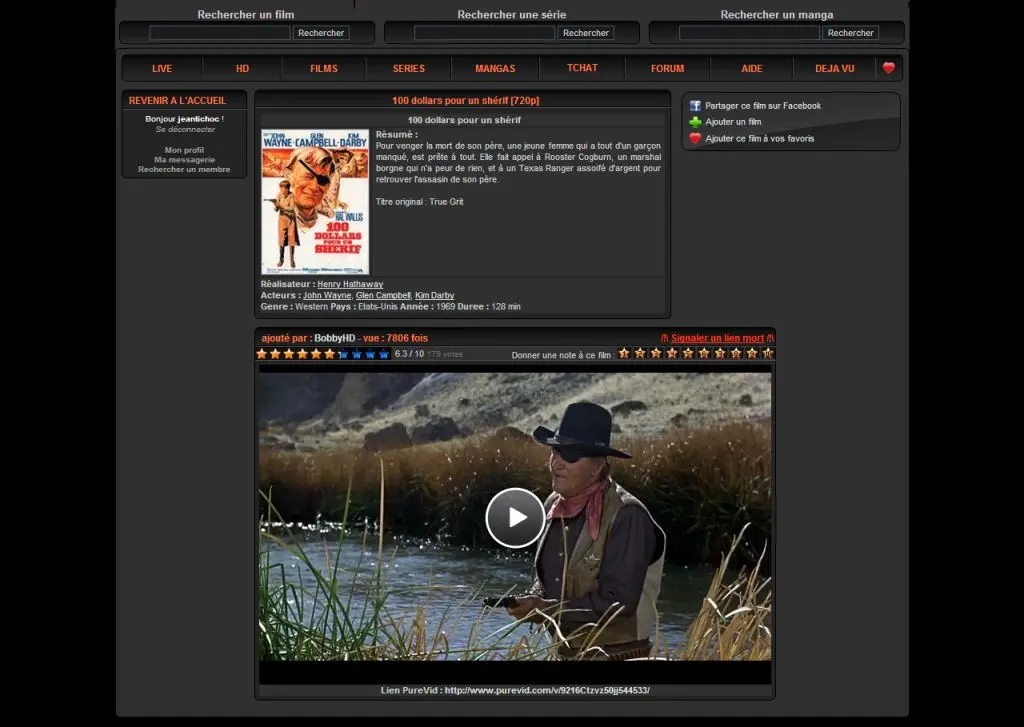 Rechercher un film
Rechercher une série
Rechercher un manga
Rechercher
Rechercher
Rechercher
LIVE
HD
FILMS
SERIES
MANGAS
TCHAT
FORUM
AIDE
DEJA VU
REVENIR A L'ACCUEIL
Bonjour jeantichoc !
Se déconnecter
Mon profil
Ma messagerie
Rechercher un membre
100 dollars pour un shérif [720p]
100 dollars pour un shérif
JOHN GLEN KIM
WAYNE·CAMPBELL·DARBY
HAL WALLIS
100
DOLLARS
POUR UN
SHERIF
Résumé :
Pour venger la mort de son père, une jeune femme qui a tout d'un garçon
manqué, est prête à tout. Elle fait appel à Rooster Cogburn, un marshal
borgne qui n'a peur de rien, et à un Texas Ranger assoifé d'argent pour
retrouver l'assasin de son père.
Titre original : True Grit
Réalisateur : Henry Hathaway
Acteurs : John Wayne, Glen Campbell, Kim Darby
Genre : Western Pays : Etats-Unis Année : 1969 Duree : 128 min
Partager ce film sur Facebook
Ajouter un film
Ajouter ce film à vos favoris
ajouté par : BobbyHD - vue : 7806 fois
/!\ Signaler un lien mort /!\
6.3 / 10 179 votes
Donner une note à ce film :
Lien PureVid : http://www.purevid.com/v/9216Ctzvz50jj544533/